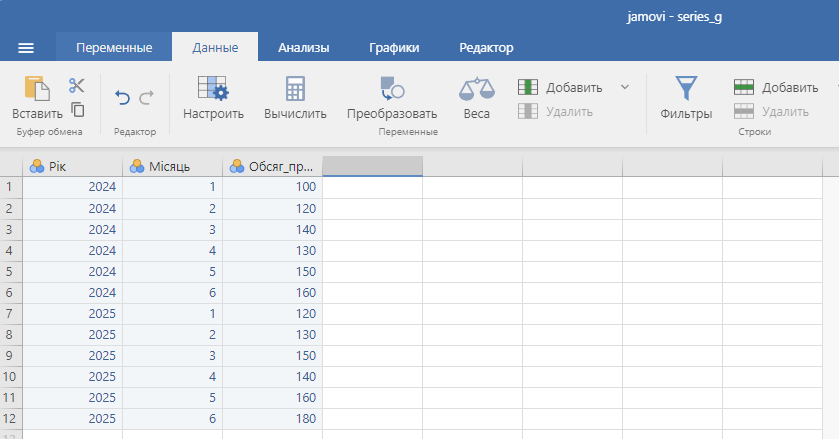 jamovi - series_g
Переменные Данные Анализы Графики Редактор
Вставить Настроить Вычислить Преобразовать Веса Добавить Удалить Фильтры Добавить Удалить
Буфер обмена Редактор Переменные Строки
Рік Місяць Обсяг_пр...
1 2024 1 100
2 2024 2 120
3 2024 3 140
4 2024 4 130
5 2024 5 150
6 2024 6 160
7 2025 1 120
8 2025 2 130
9 2025 3 150
10 2025 4 140
11 2025 5 160
12 2025 6 180